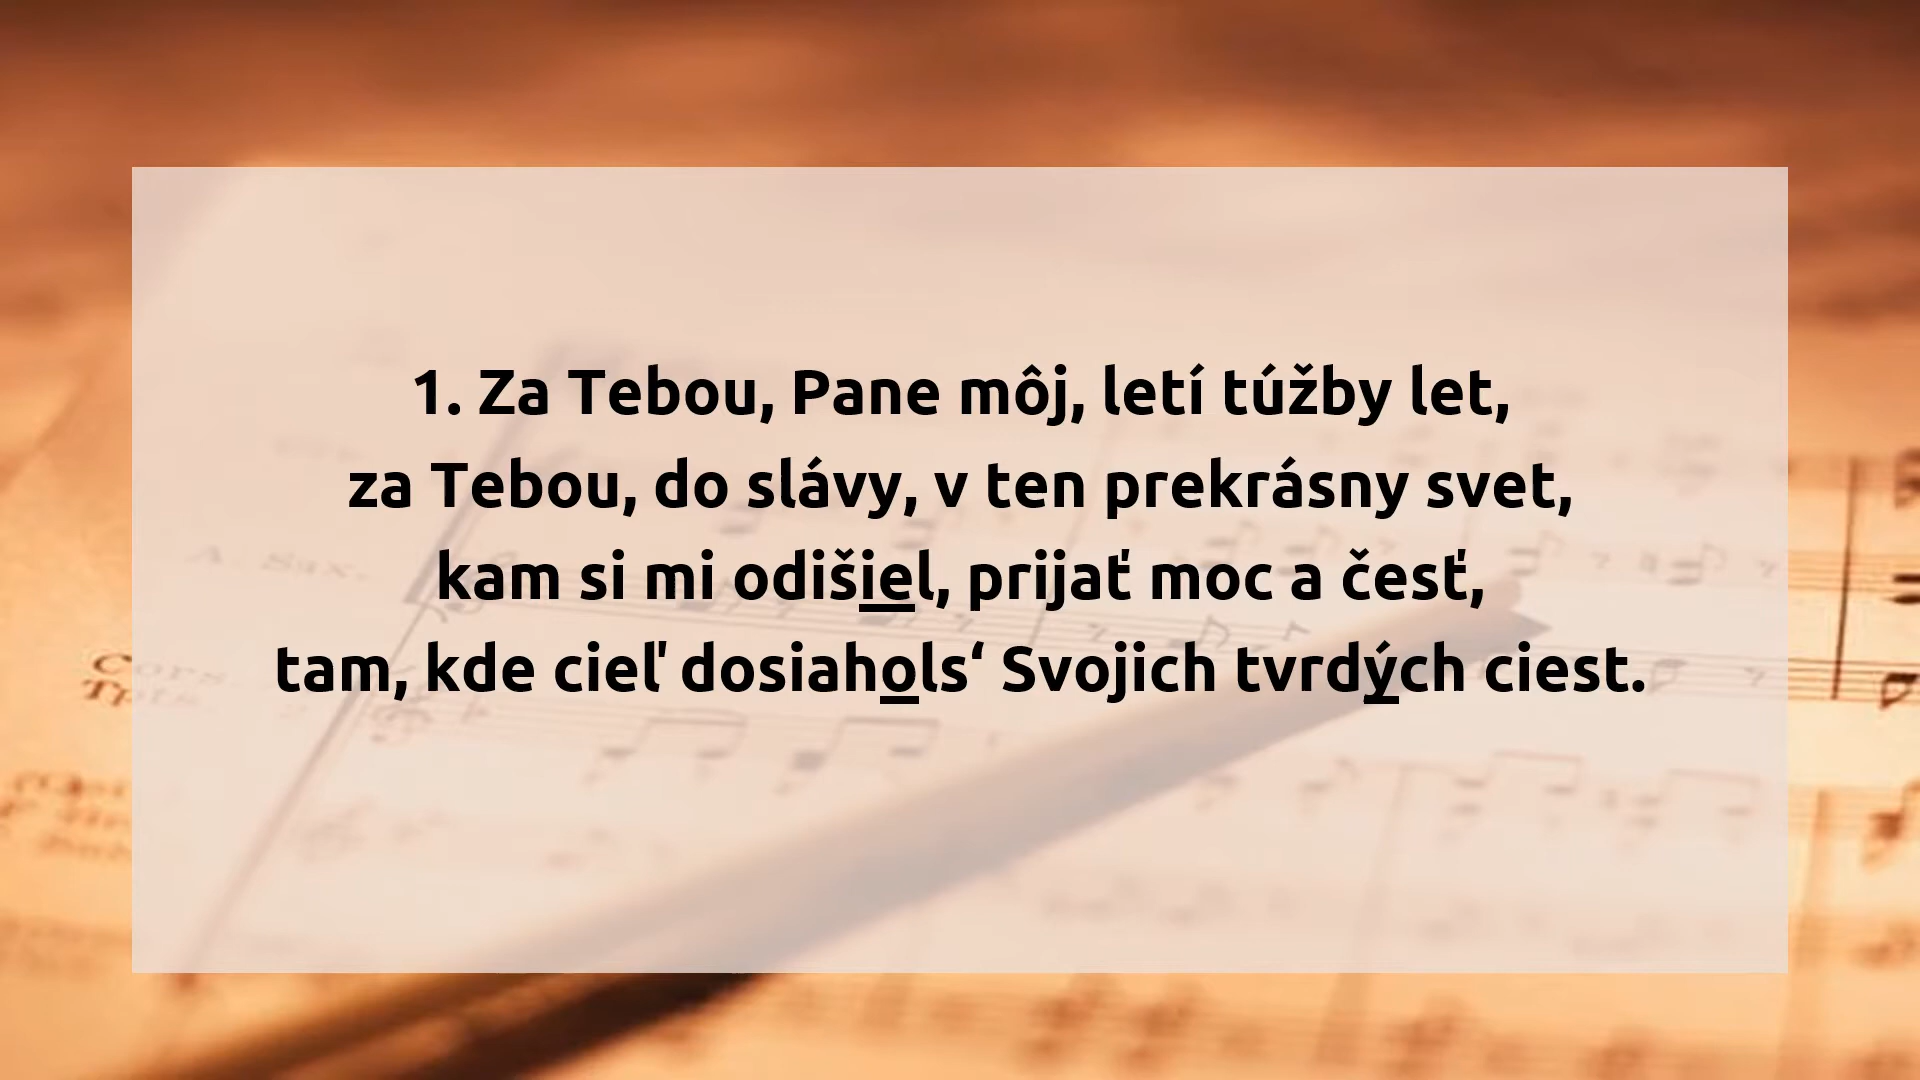 1. Za Tebou, Pane môj, letí túžby let,
za Tebou, do slávy, v ten prekrásny svet,
kam si mi odišiel, prijať moc a česť,
tam, kde cieľ dosiahols‘ Svojich tvrdých ciest.
A. Sax.